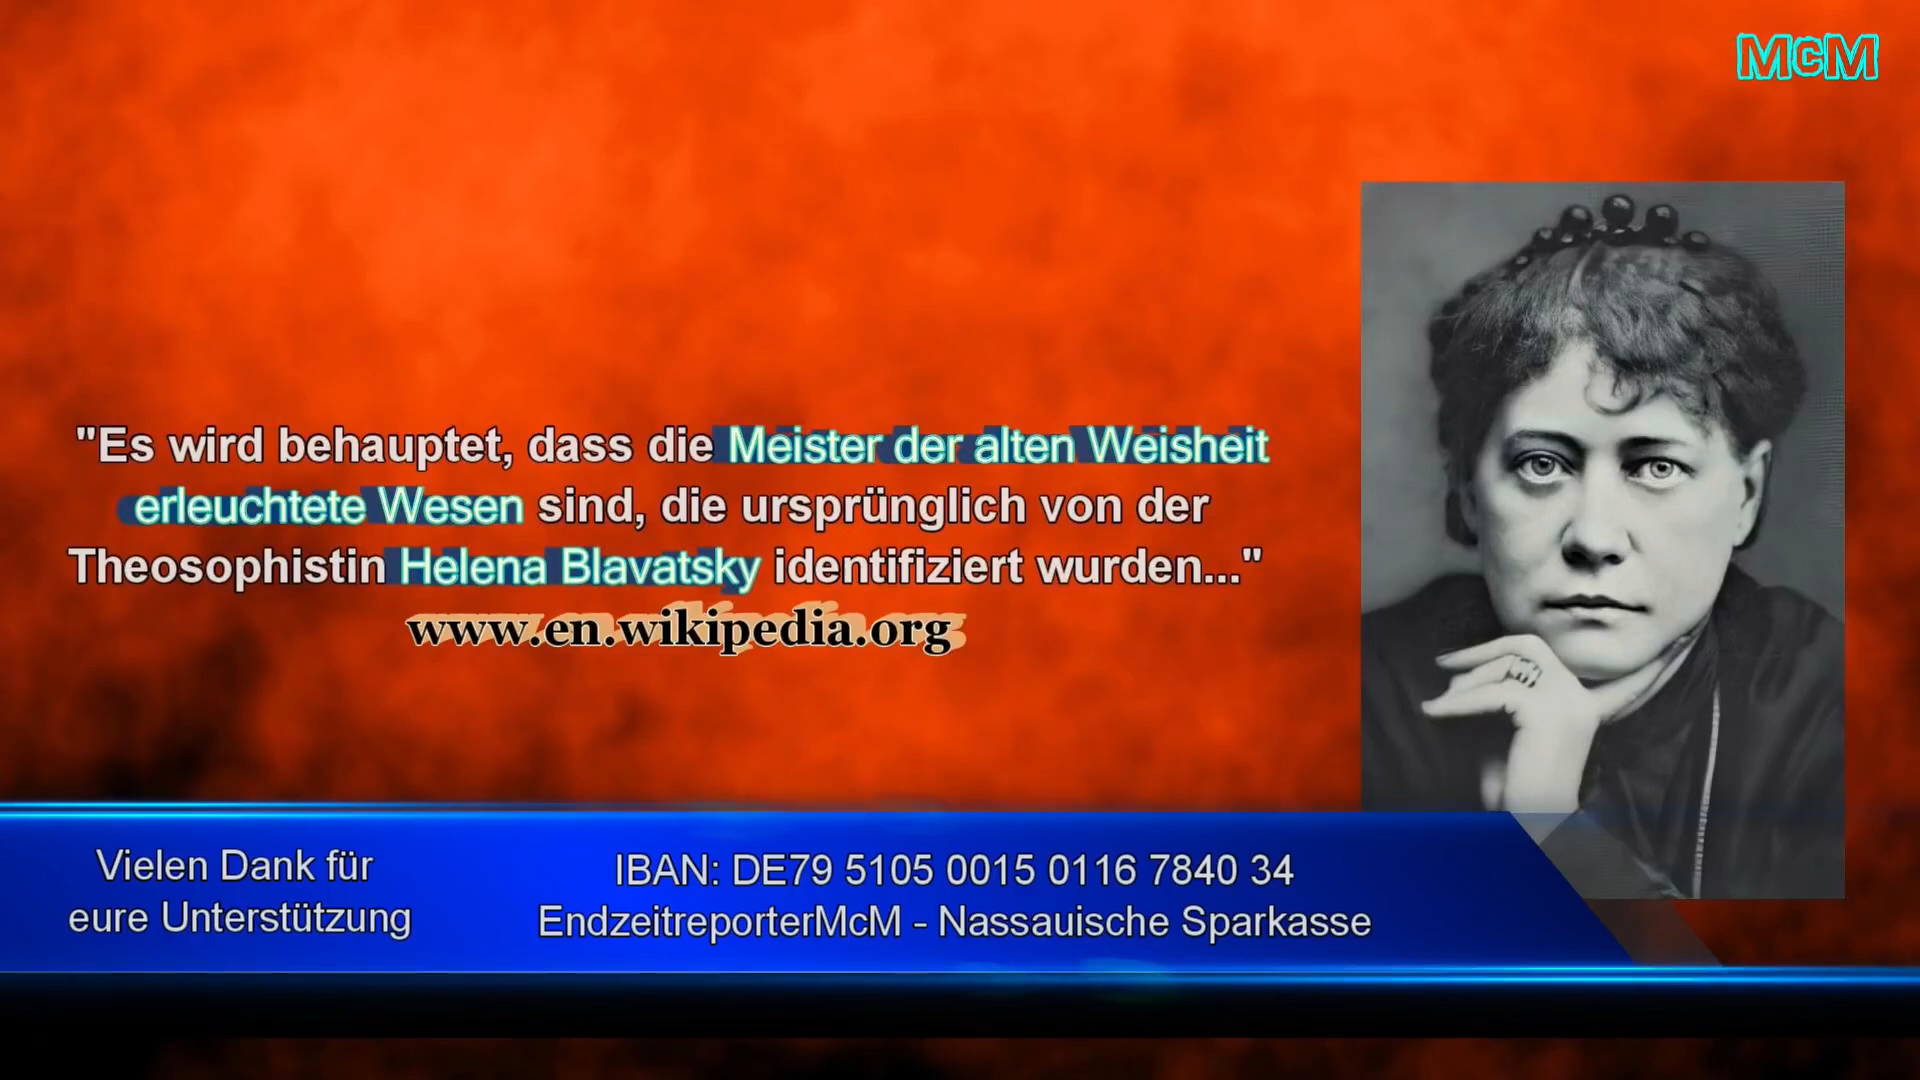 McM
"Es wird behauptet, dass die Meister der alten Weisheit
erleuchtete Wesen sind, die ursprünglich von der
Theosophistin Helena Blavatsky identifiziert wurden..."
www.en.wikipedia.org
Vielen Dank für
eure Unterstützung
IBAN: DE79 5105 0015 0116 7840 34
EndzeitreporterMcM - Nassauische Sparkasse